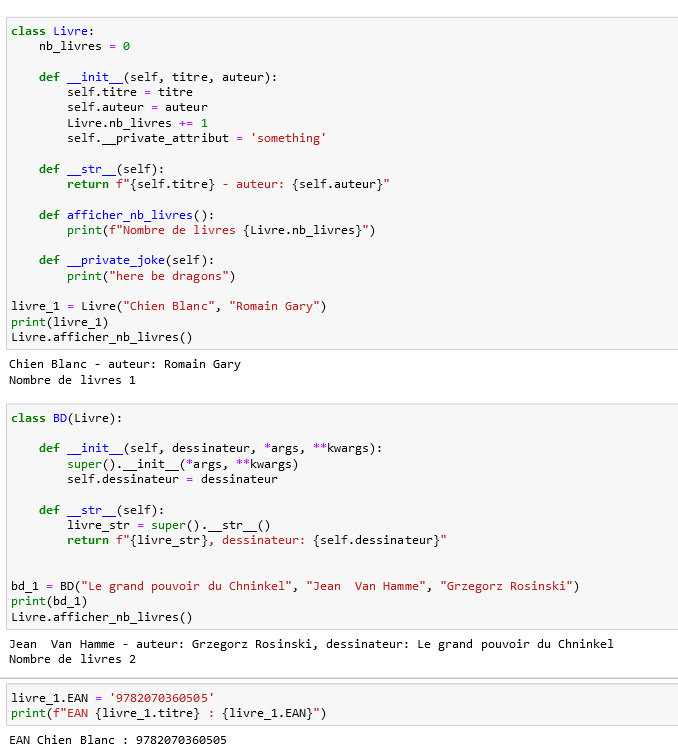 class Livre:
    nb_livres = 0

    def __init__(self, titre, auteur):
        self.titre = titre
        self.auteur = auteur
        Livre.nb_livres += 1
        self.__private_attribut = 'something'

    def __str__(self):
        return f"{self.titre} - auteur: {self.auteur}"

    def afficher_nb_livres():
        print(f"Nombre de livres {Livre.nb_livres}")

    def __private_joke(self):
        print("here be dragons")

livre_1 = Livre("Chien Blanc", "Romain Gary")
print(livre_1)
Livre.afficher_nb_livres()
Chien Blanc - auteur: Romain Gary
Nombre de livres 1
class BD(Livre):

    def __init__(self, dessinateur, *args, **kwargs):
        super().__init__(*args, **kwargs)
        self.dessinateur = dessinateur

    def __str__(self):
        livre_str = super().__str__()
        return f"{livre_str}, dessinateur: {self.dessinateur}"


bd_1 = BD("Le grand pouvoir du Chninkel", "Jean  Van Hamme", "Grzegorz Rosinski")
print(bd_1)
Livre.afficher_nb_livres()
Jean  Van Hamme - auteur: Grzegorz Rosinski, dessinateur: Le grand pouvoir du Chninkel
Nombre de livres 2
livre_1.EAN = '9782070360505'
print(f"EAN {livre_1.titre} : {livre_1.EAN}")
EAN Chien Blanc : 9782070360505